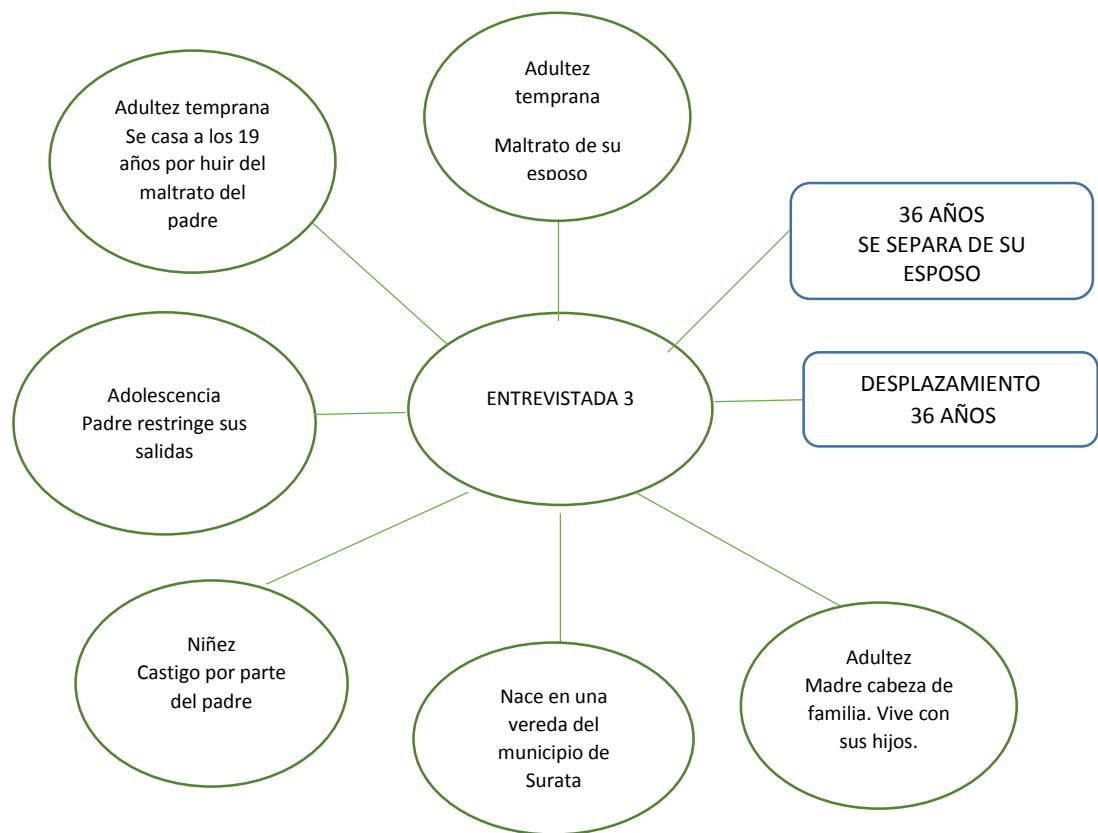 Adultez temprana
Se casa a los 19
años por huir del
maltrato del
padre
Adultez
temprana
Maltrato de su
esposo
36 AÑOS
SE SEPARA DE SU
ESPOSO
Adolescencia
Padre restringe sus
salidas
ENTREVISTADA 3
DESPLAZAMIENTO
36 AÑOS
Niñez
Castigo por parte
del padre
Nace en una
vereda del
municipio de
Surata
Adultez
Madre cabeza de
familia. Vive con
sus hijos.